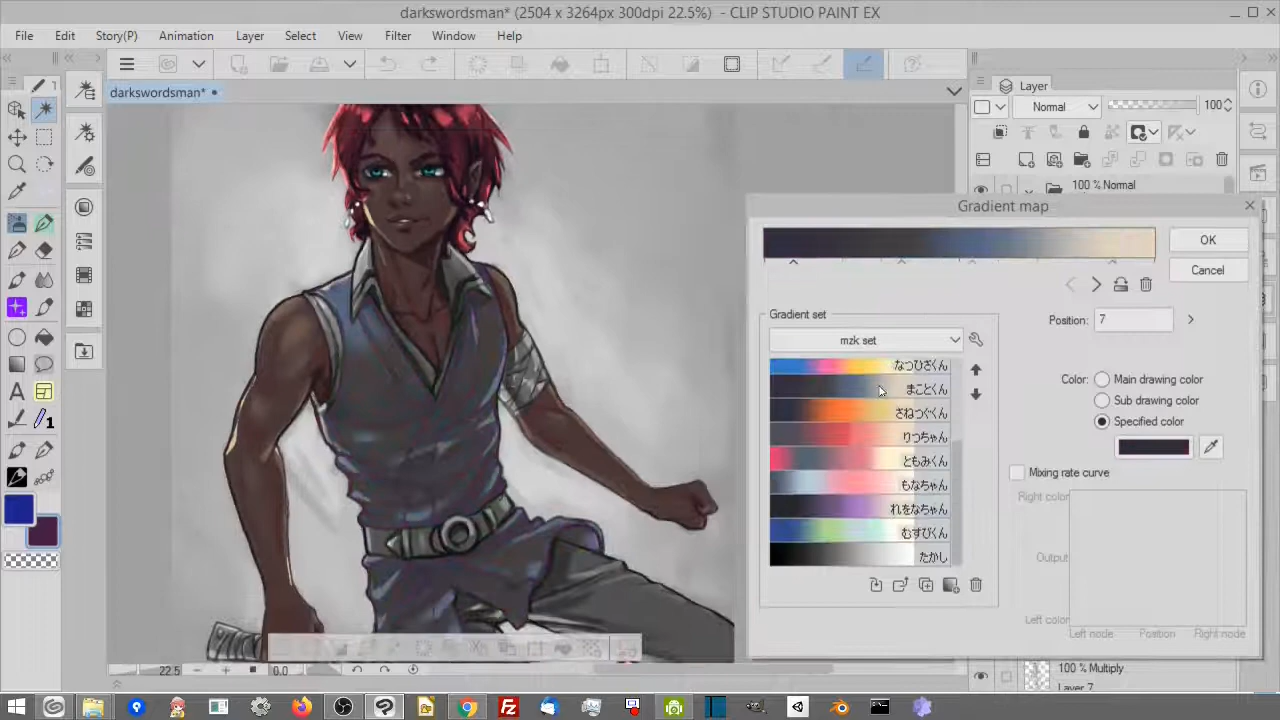 darkswordsman* (2504 x 3264px 300dpi 22.5%)  - CLIP STUDIO PAINT EX
File Edit Story(P) Animation Layer Select View Filter Window Help
darkswordsman*
Layer
Normal 100
100 % Normal
Gradient map
OK
Cancel
Position: 7
Gradient set
mzk set
なつひさくん
まことくん
さねつぐくん
りつちゃん
ともみくん
もなちゃん
れをなちゃん
むすびくん
たかし
Color: Main drawing color
Sub drawing color
Specified color
Mixing rate curve
Right color
Output
Left color
Left node Position Right node
22.5 0.0
100 % Multiply
Layer 7